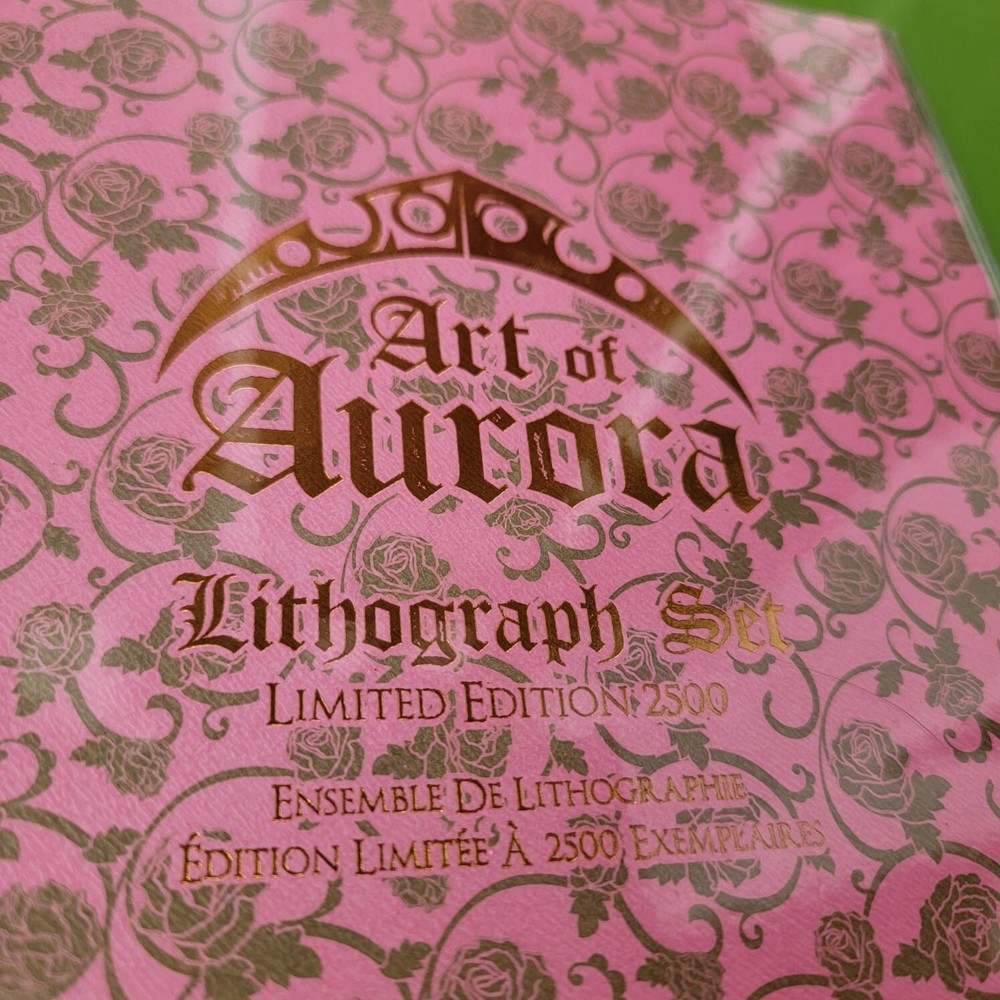 Art of
Aurora
Lithograph Set
LIMITED EDITION 2500
ENSEMBLE DE LITHOGRAPHIE
ÉDITION LIMITÉE À 2500 EXEMPLAIRES